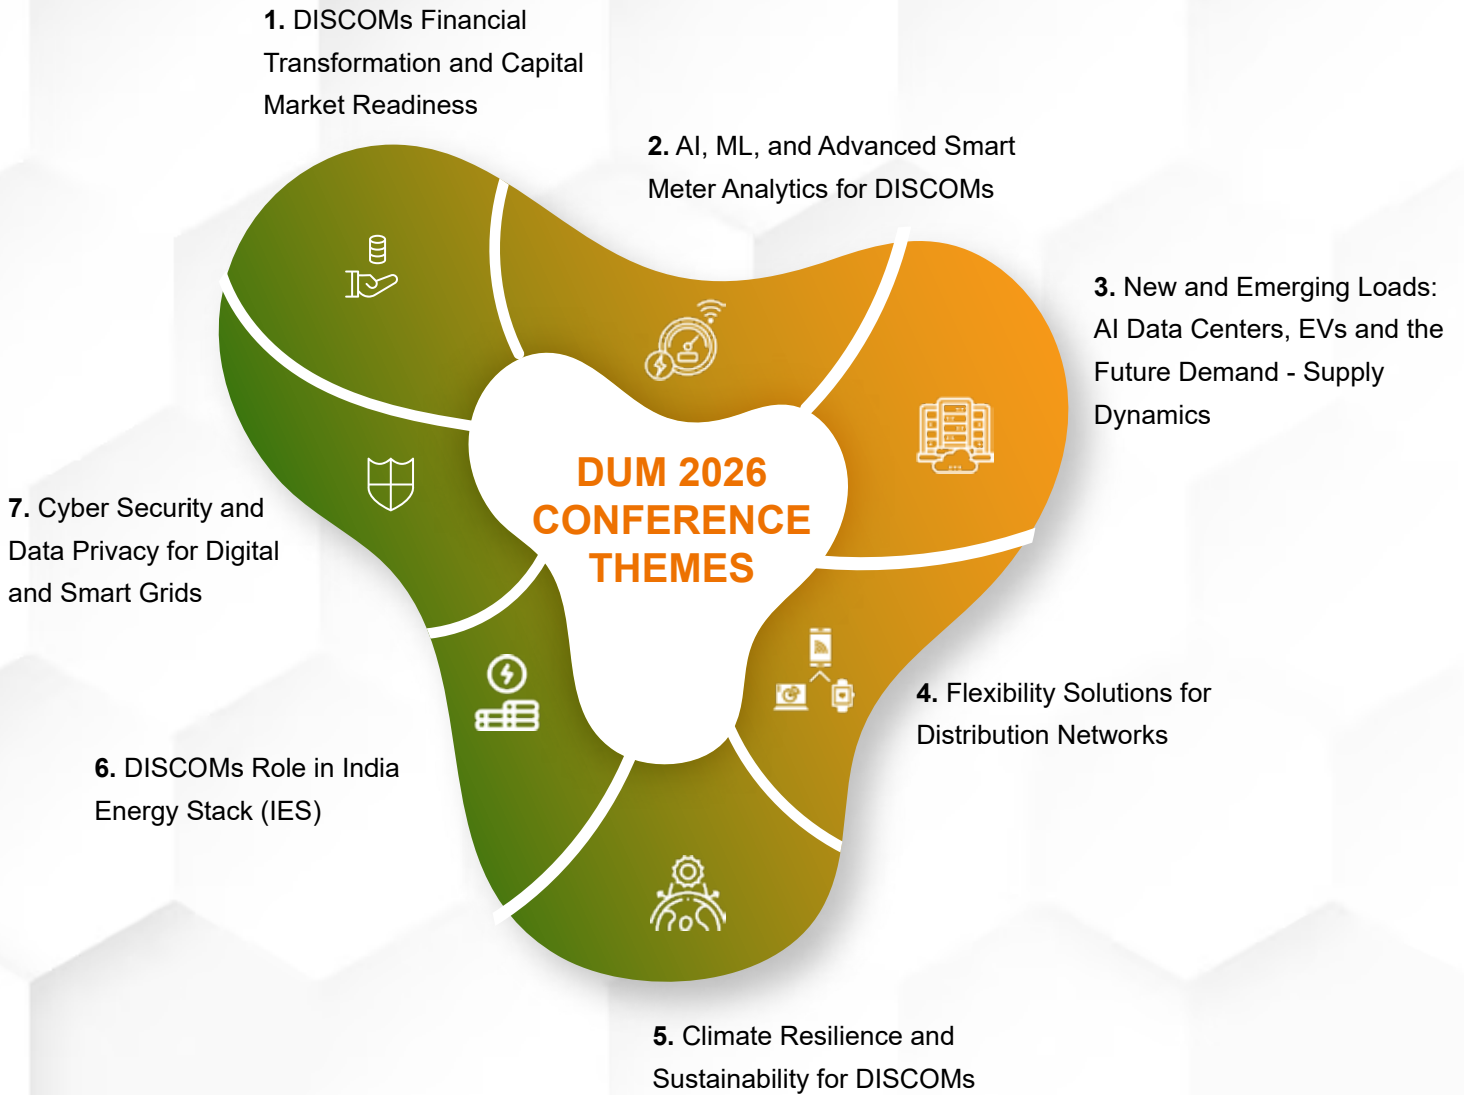 1. DISCOMs Financial
Transformation and Capital
Market Readiness
2. AI, ML, and Advanced Smart
Meter Analytics for DISCOMs
3. New and Emerging Loads:
AI Data Centers, EVs and the
Future Demand - Supply
Dynamics
DUM 2026
CONFERENCE
THEMES
7. Cyber Security and
Data Privacy for Digital
and Smart Grids
4. Flexibility Solutions for
Distribution Networks
6. DISCOMs Role in India
Energy Stack (IES)
5. Climate Resilience and
Sustainability for DISCOMs